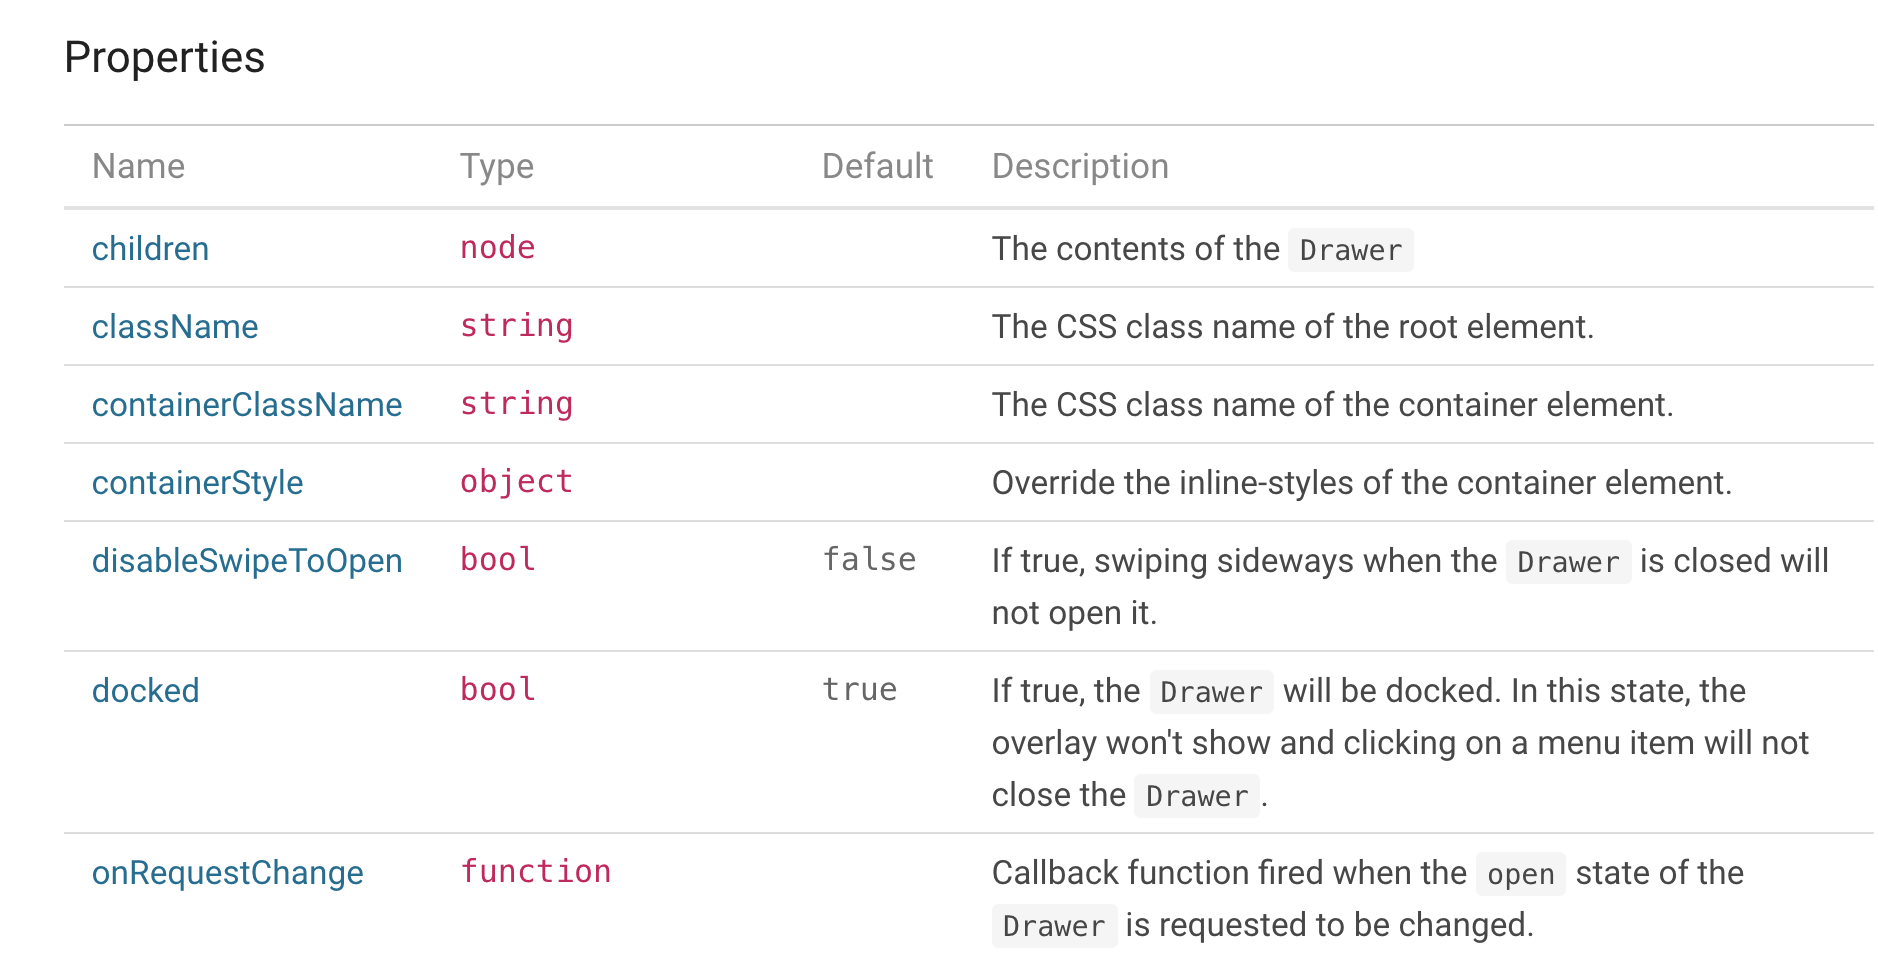 Properties
Name Type Default Description
children node The contents of the Drawer
className string The CSS class name of the root element.
containerClassName string The CSS class name of the container element.
containerStyle object Override the inline-styles of the container element.
disableSwipeToOpen bool false If true, swiping sideways when the Drawer is closed will
not open it.
docked bool true If true, the Drawer will be docked. In this state, the
overlay won't show and clicking on a menu item will not
close the Drawer.
onRequestChange function Callback function fired when the open state of the
Drawer is requested to be changed.